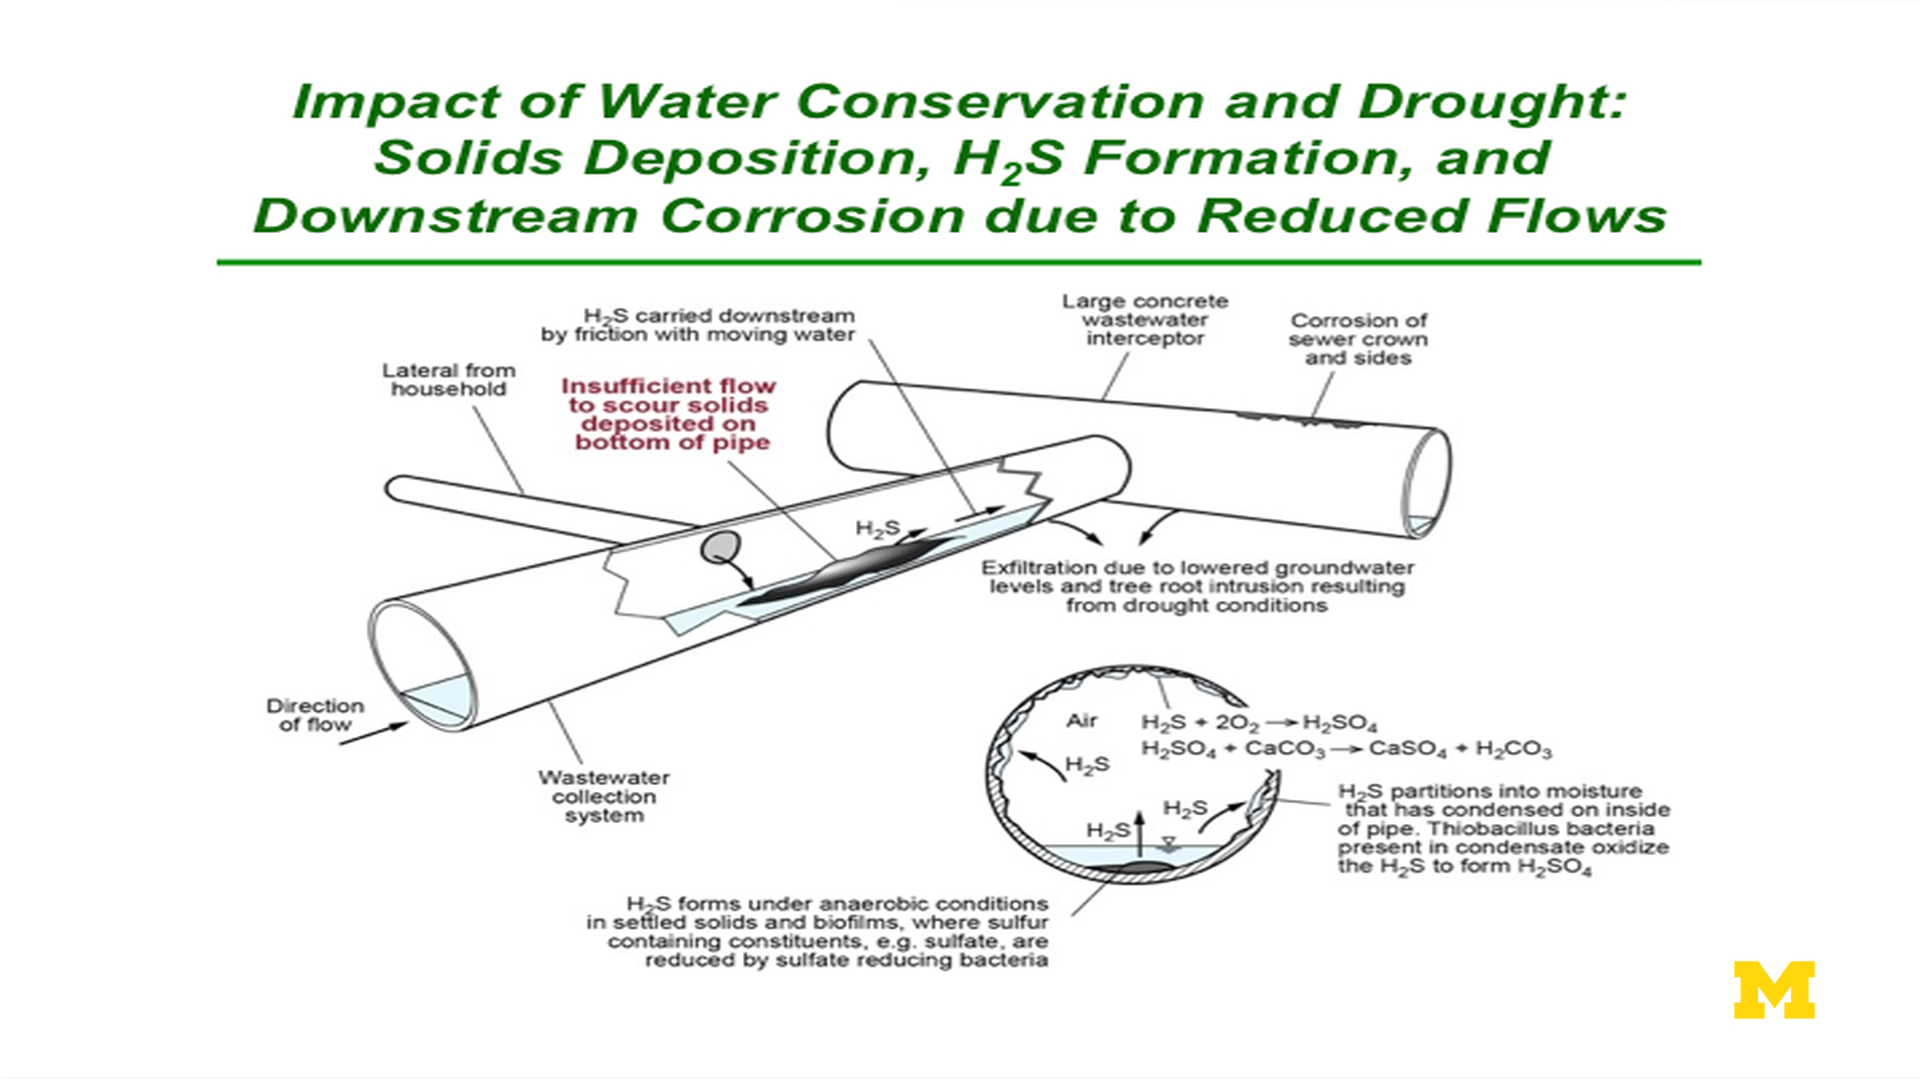 Impact of Water Conservation and Drought:
Solids Deposition, H₂S Formation, and
Downstream Corrosion due to Reduced Flows
H₂S carried downstream
by friction with moving water
Large concrete
wastewater
interceptor
Corrosion of
sewer crown
and sides
Lateral from
household
Insufficient flow
to scour solids
deposited on
bottom of pipe
H₂S
Exfiltration due to lowered groundwater
levels and tree root intrusion resulting
from drought conditions
Direction
of flow
Wastewater
collection
system
Air
H₂S + 2O₂ → H₂SO₄
H₂SO₄ + CaCO₃ → CaSO₄ + H₂CO₃
H₂S
H₂S
H₂S
H₂S partitions into moisture
that has condensed on inside
of pipe. Thiobacillus bacteria
present in condensate oxidize
the H₂S to form H₂SO₄
H₂S forms under anaerobic conditions
in settled solids and biofilms, where sulfur
containing constituents, e.g. sulfate, are
reduced by sulfate reducing bacteria
M